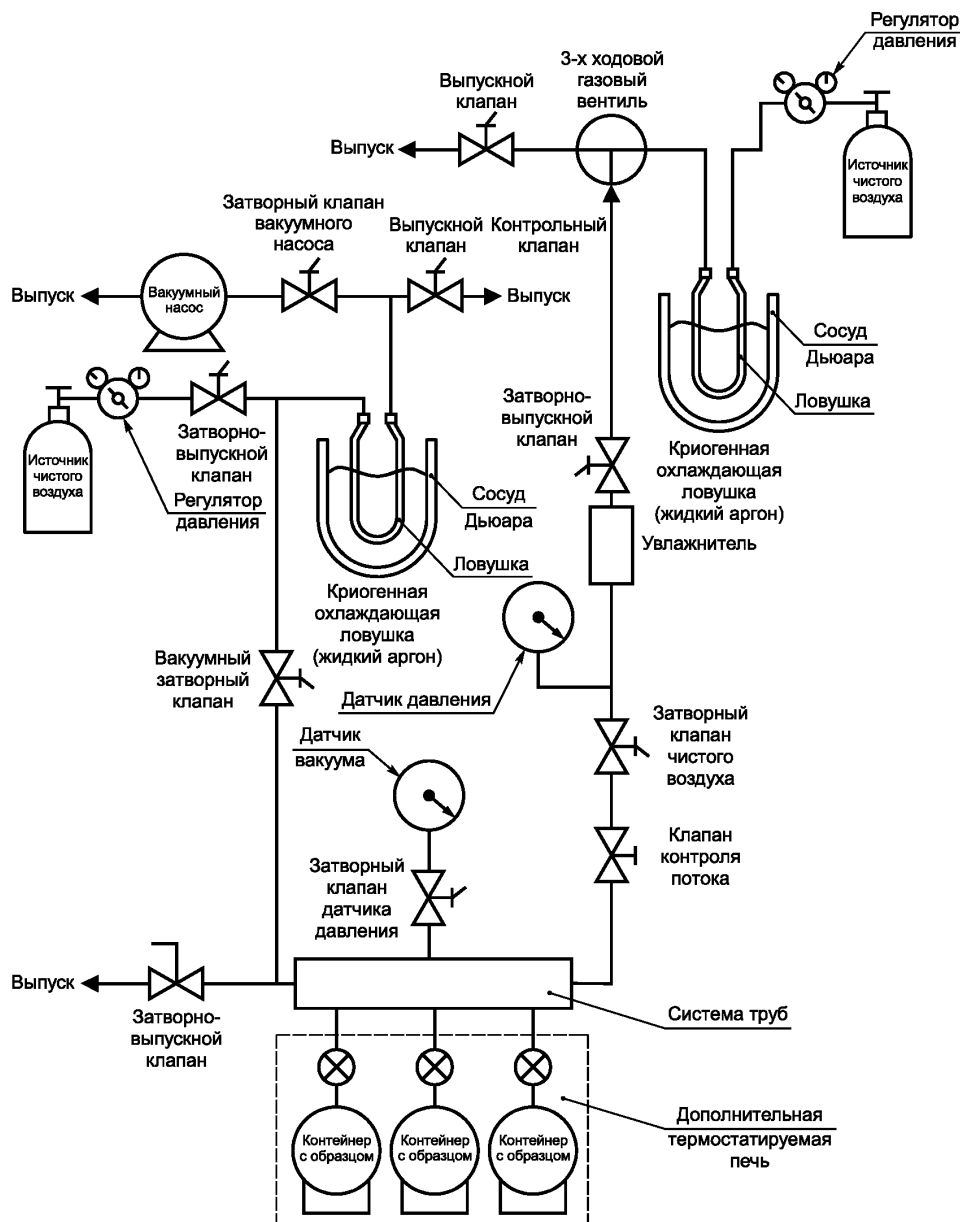 Регулятор
давления
3-х ходовой
газовый
вентиль
Выпускной
клапан
Выпуск
Источник
чистого
воздуха
Затворный клапан
вакуумного
насоса
Выпускной
клапан
Контрольный
клапан
Выпуск
Вакуумный
насос
Выпуск
Сосуд
Дьюара
Ловушка
Криогенная
охлаждающая
ловушка
(жидкий аргон)
Затворно-
выпускной
клапан
Источник
чистого
воздуха
Затворно-
выпускной
клапан
Регулятор
давления
Сосуд
Дьюара
Ловушка
Криогенная
охлаждающая
ловушка
(жидкий аргон)
Увлажнитель
Вакуумный
затворный
клапан
Датчик давления
Затворный
клапан
чистого
воздуха
Датчик
вакуума
Клапан
контроля
потока
Затворный
клапан
датчика
давления
Выпуск
Затворно-
выпускной
клапан
Система труб
Контейнер
с образцом
Контейнер
с образцом
Контейнер
с образцом
Дополнительная
термостатируемая
печь